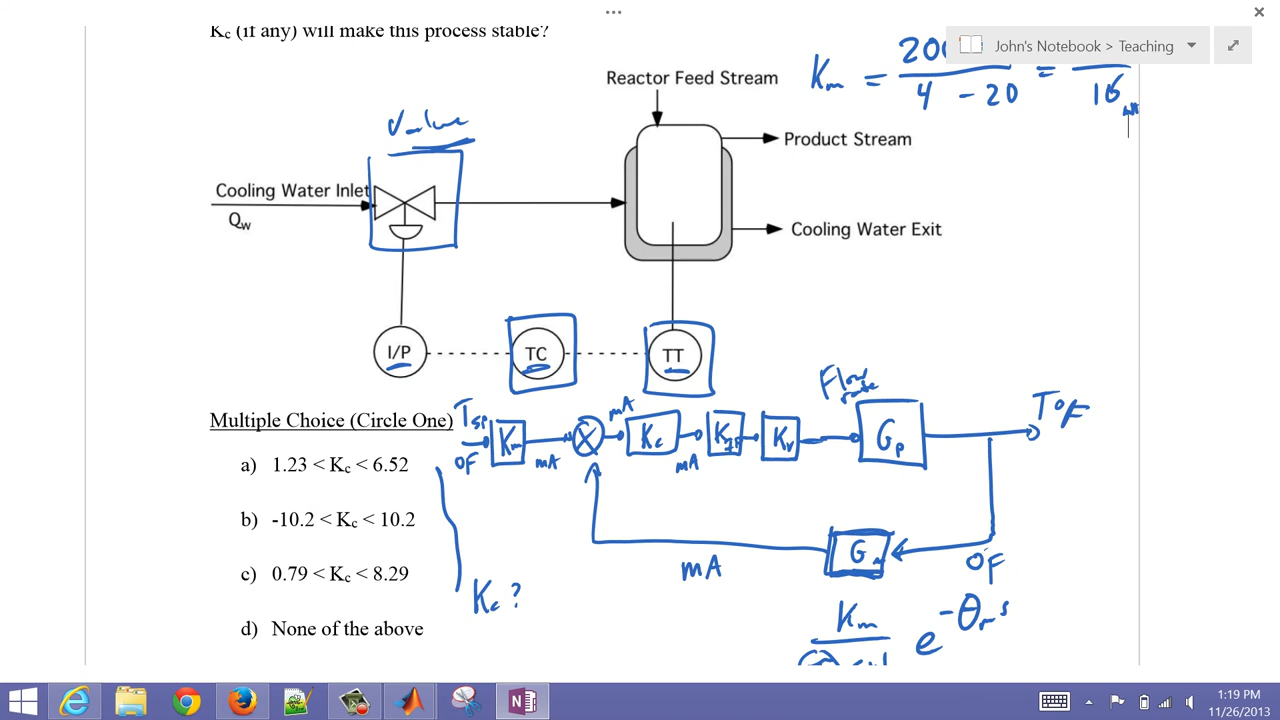 Kc (if any) will make this process stable?
John's Notebook > Teaching
Km = 200
4 - 20
=
16
Reactor Feed Stream
Valve
Product Stream
Cooling Water Inlet
Qw
Cooling Water Exit
I/P
TC
TT
Flow rate
Multiple Choice (Circle One)
Tsp
°F
Km
mA
X
mA
Kc
mA
KIP
Kv
Gp
T °F
a) 1.23 < Kc < 6.52
b) -10.2 < Kc < 10.2
c) 0.79 < Kc < 8.29
d) None of the above
Kc ?
mA
Gm
°F
Km
e
1:19 PM
11/26/2013